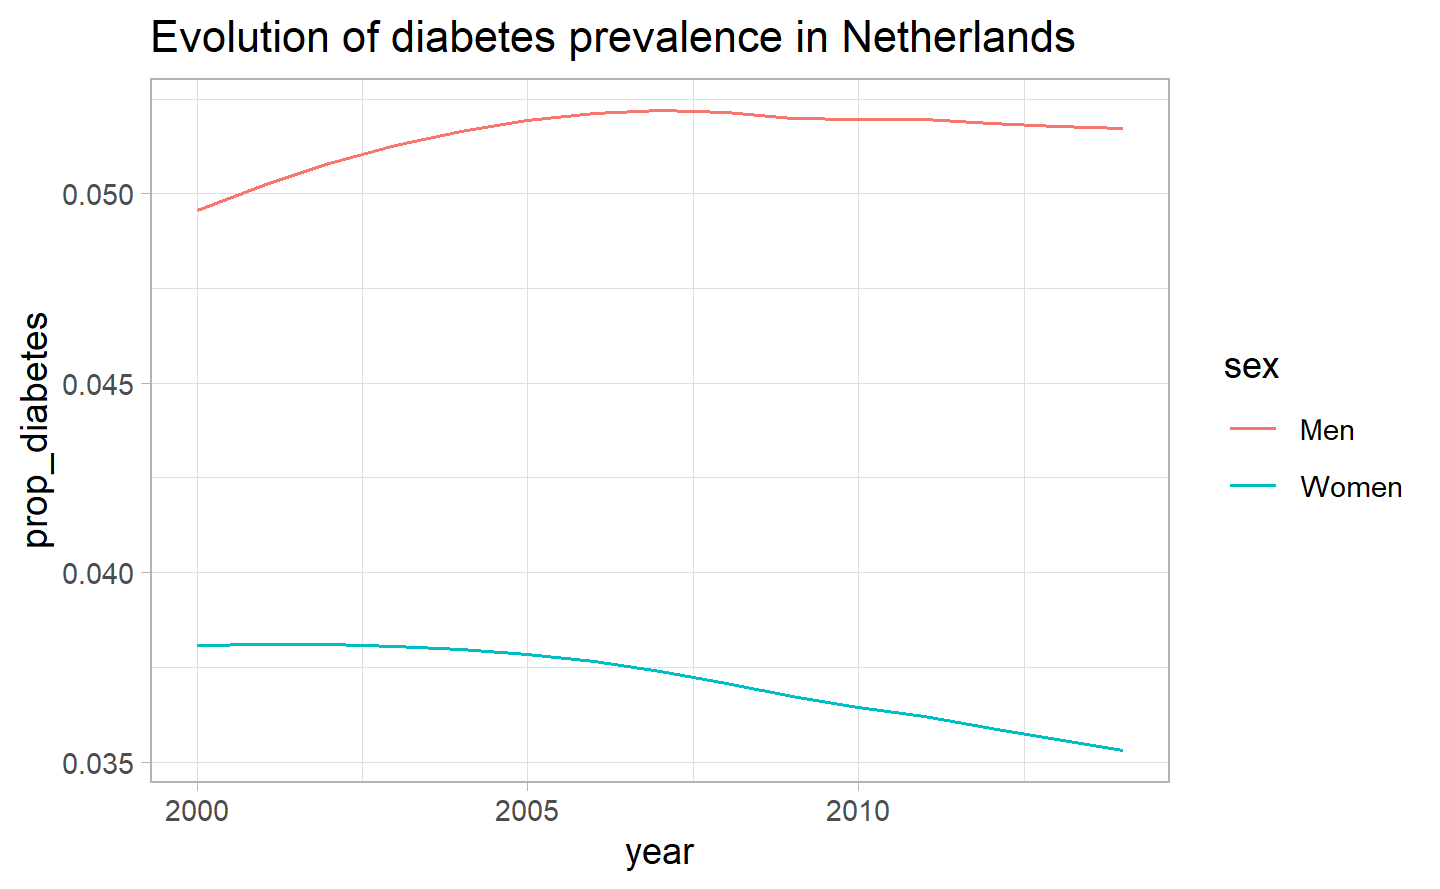 Evolution of diabetes prevalence in Netherlands
prop_diabetes
0.050
0.045
0.040
0.035
2000 2005 2010
year
sex
Men
Women